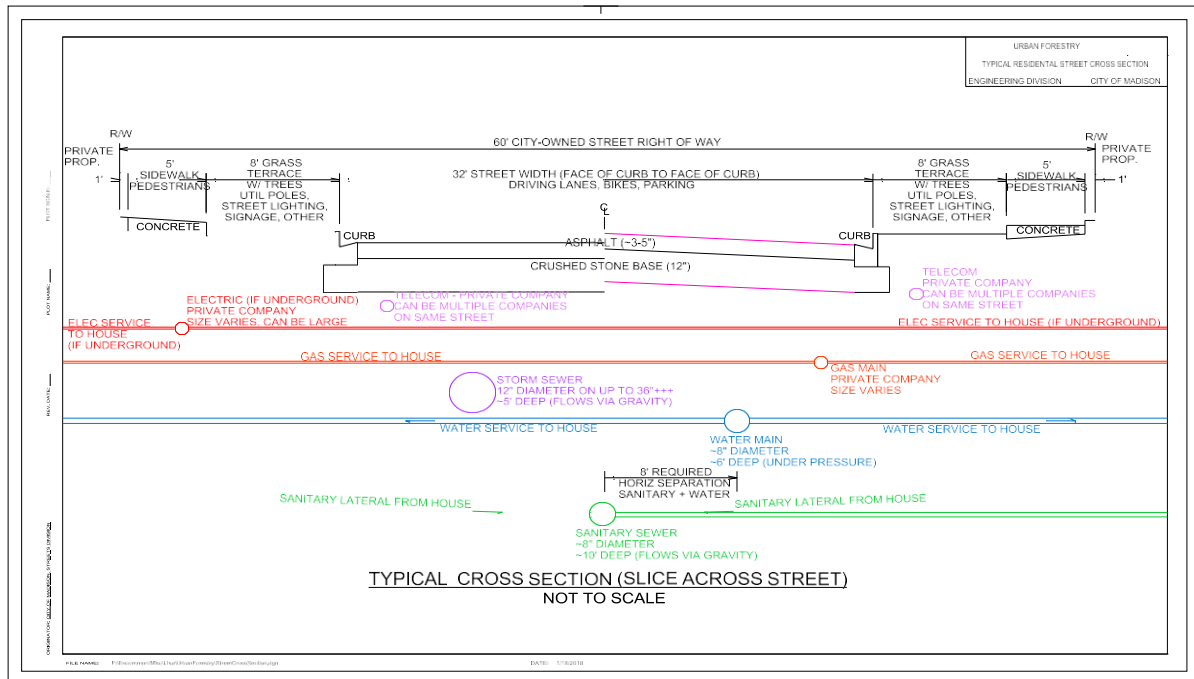 URBAN FORESTRY
TYPICAL RESIDENTAL STREET CROSS SECTION
ENGINEERING DIVISION CITY OF MADISON
R/W
60' CITY-OWNED STREET RIGHT OF WAY
R/W
PRIVATE
PROP.
1'
5'
SIDEWALK
PEDESTRIANS
8' GRASS
TERRACE
W/ TREES
UTIL POLES,
STREET LIGHTING,
SIGNAGE, OTHER
32' STREET WIDTH (FACE OF CURB TO FACE OF CURB)
DRIVING LANES, BIKES, PARKING
8' GRASS
TERRACE
W/ TREES
UTIL POLES,
STREET LIGHTING,
SIGNAGE, OTHER
5'
SIDEWALK
PEDESTRIANS
PRIVATE
PROP.
1'
CL
CONCRETE
CURB
ASPHALT (~3-5")
CURB
CONCRETE
CRUSHED STONE BASE (12")
ELECTRIC (IF UNDERGROUND)
PRIVATE COMPANY
SIZE VARIES, CAN BE LARGE
TELECOM - PRIVATE COMPANY
CAN BE MULTIPLE COMPANIES
ON SAME STREET
TELECOM
PRIVATE COMPANY
CAN BE MULTIPLE COMPANIES
ON SAME STREET
ELEC SERVICE
TO HOUSE
(IF UNDERGROUND)
ELEC SERVICE TO HOUSE (IF UNDERGROUND)
GAS SERVICE TO HOUSE
GAS SERVICE TO HOUSE
GAS MAIN
PRIVATE COMPANY
SIZE VARIES
STORM SEWER
12" DIAMETER ON UP TO 36"+++
~5' DEEP (FLOWS VIA GRAVITY)
WATER SERVICE TO HOUSE
WATER SERVICE TO HOUSE
WATER MAIN
~8" DIAMETER
~6' DEEP (UNDER PRESSURE)
8' REQUIRED
HORIZ SEPARATION
SANITARY + WATER
SANITARY LATERAL FROM HOUSE
SANITARY LATERAL FROM HOUSE
SANITARY SEWER
~8" DIAMETER
~10' DEEP (FLOWS VIA GRAVITY)
TYPICAL CROSS SECTION (SLICE ACROSS STREET)
NOT TO SCALE
PLOT SCALE:
PLOT NAME:
REV. DATE:
FILE NAME:
DATE: 1/18/2018